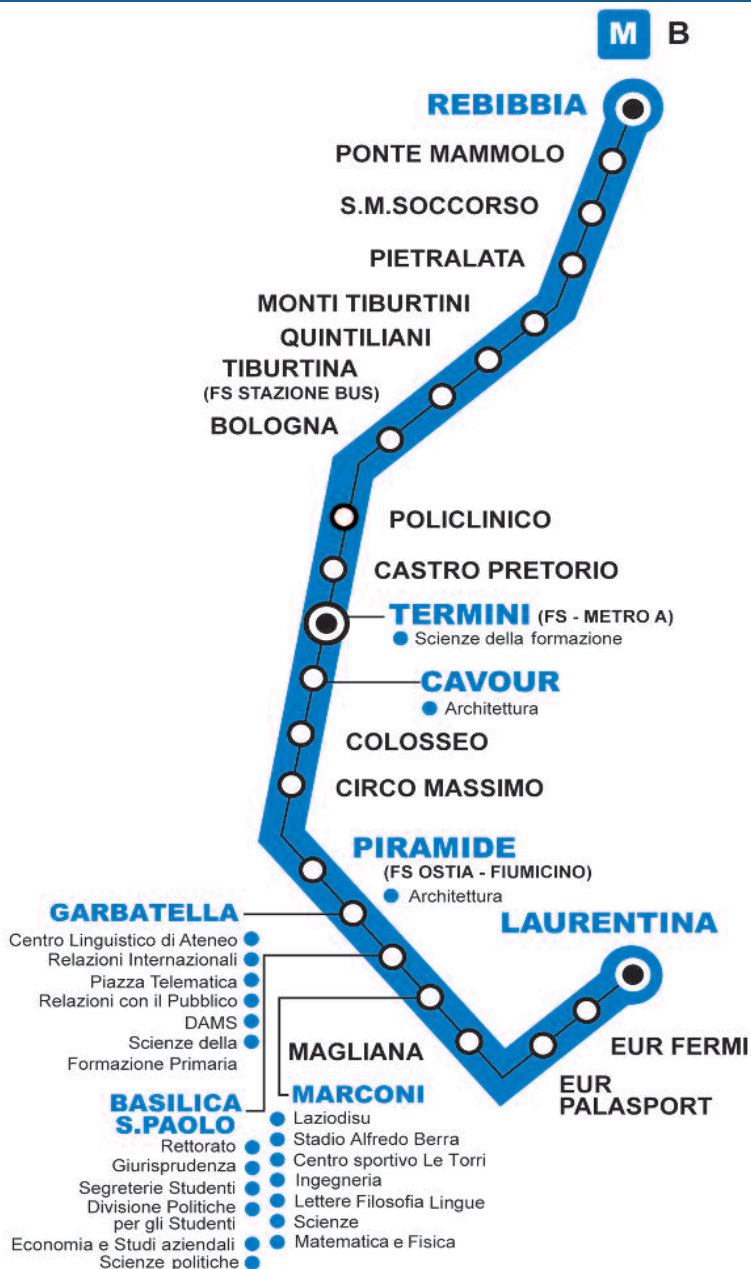 M B
REBIBBIA
PONTE MAMMOLO
S.M.SOCCORSO
PIETRALATA
MONTI TIBURTINI
QUINTILIANI
TIBURTINA
(FS STAZIONE BUS)
BOLOGNA
POLICLINICO
CASTRO PRETORIO
TERMINI (FS - METRO A)
Scienze della formazione
CAVOUR
Architettura
COLOSSEO
CIRCO MASSIMO
PIRAMIDE
(FS OSTIA - FIUMICINO)
Architettura
GARBATELLA
Centro Linguistico di Ateneo
Relazioni Internazionali
Piazza Telematica
Relazioni con il Pubblico
DAMS
Scienze della
Formazione Primaria
BASILICA
S.PAOLO
Rettorato
Giurisprudenza
Segreterie Studenti
Divisione Politiche
per gli Studenti
Economia e Studi aziendali
Scienze politiche
MARCONI
Laziodisu
Stadio Alfredo Berra
Centro sportivo Le Torri
Ingegneria
Lettere Filosofia Lingue
Scienze
Matematica e Fisica
MAGLIANA
EUR
PALASPORT
EUR FERMI
LAURENTINA